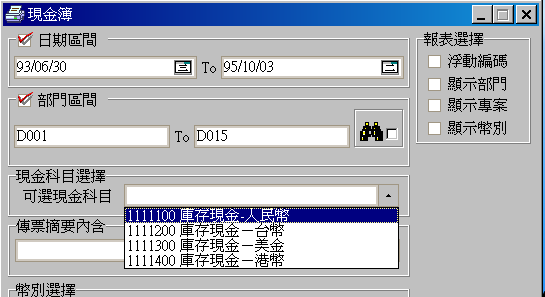 現金簿
日期區間
93/06/30 To 95/10/03
部門區間
D001 To D015
現金科目選擇
可選現金科目
1111100 庫存現金-人民幣
1111200 庫存現金－台幣
1111300 庫存現金－美金
1111400 庫存現金－港幣
傳票摘要內含
幣別選擇
報表選擇
浮動編碼
顯示部門
顯示專案
顯示幣別